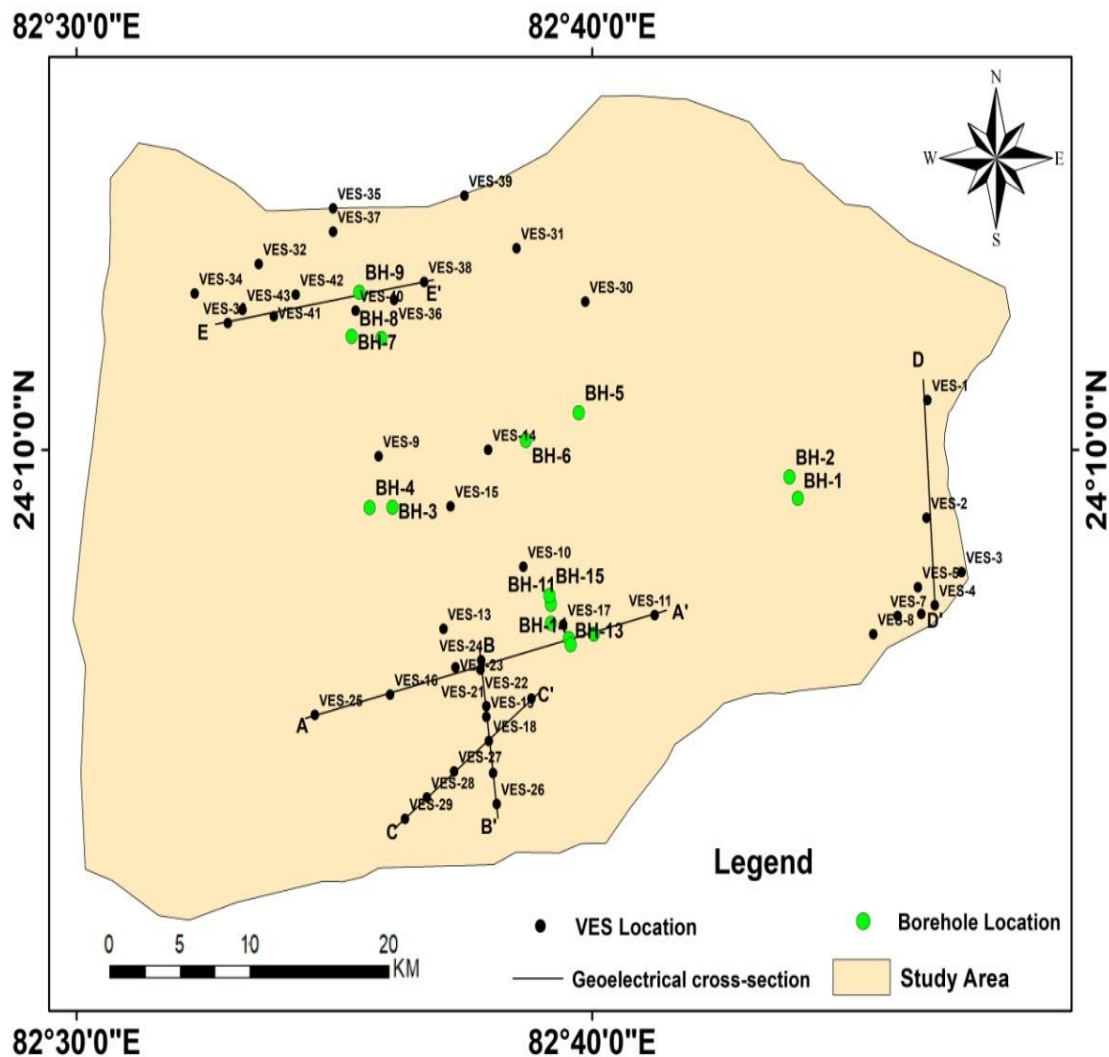 82°30'0"E 82°40'0"E
N
W E
S
VES-39
VES-35
VES-37
VES-31
VES-32
VES-38
BH-9
VES-34 VES-42
E'
VES-40
VES-30
VES-43
VES-36
E
VES-41
BH-8
BH-7
D
VES-1
BH-5
24°10'0"N 24°10'0"N
VES-14
VES-9
BH-6
BH-2
BH-1
BH-4
BH-3
VES-15
VES-2
VES-10
VES-3
BH-11 BH-15
VES-5
VES-4
VES-7
D'
VES-8
VES-17
VES-11 A'
BH-13
VES-13
VES-24 B
VES-23
VES-16
VES-22
VES-21
C'
VES-25
A
VES-18
VES-27
VES-28
VES-29
VES-26
C
B'
Legend
VES Location
Borehole Location
Geoelectrical cross-section
Study Area
0 5 10 20
KM
82°30'0"E 82°40'0"E